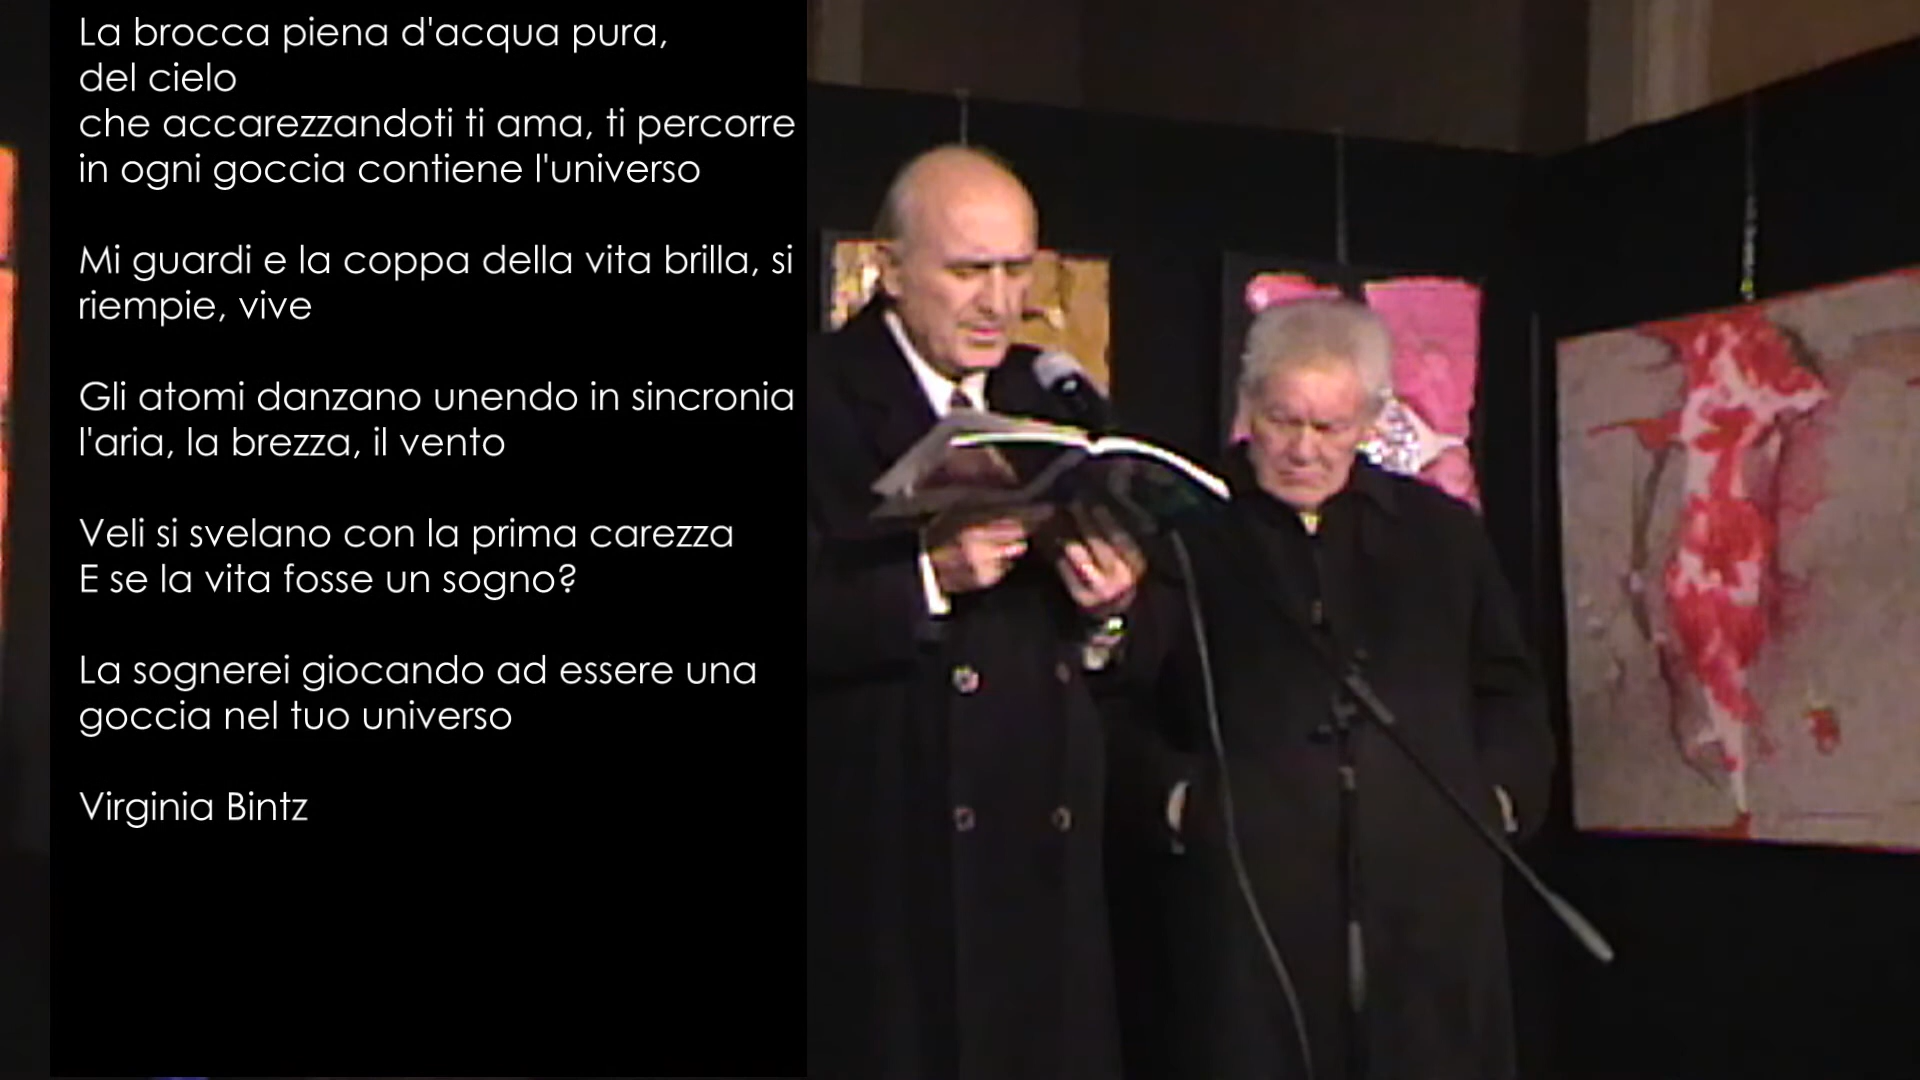 La brocca piena d'acqua pura,
del cielo
che accarezzandoti ti ama, ti percorre
in ogni goccia contiene l'universo
Mi guardi e la coppa della vita brilla, si
riempie, vive
Gli atomi danzano unendo in sincronia
l'aria, la brezza, il vento
Veli si svelano con la prima carezza
E se la vita fosse un sogno?
La sognerei giocando ad essere una
goccia nel tuo universo
Virginia Bintz